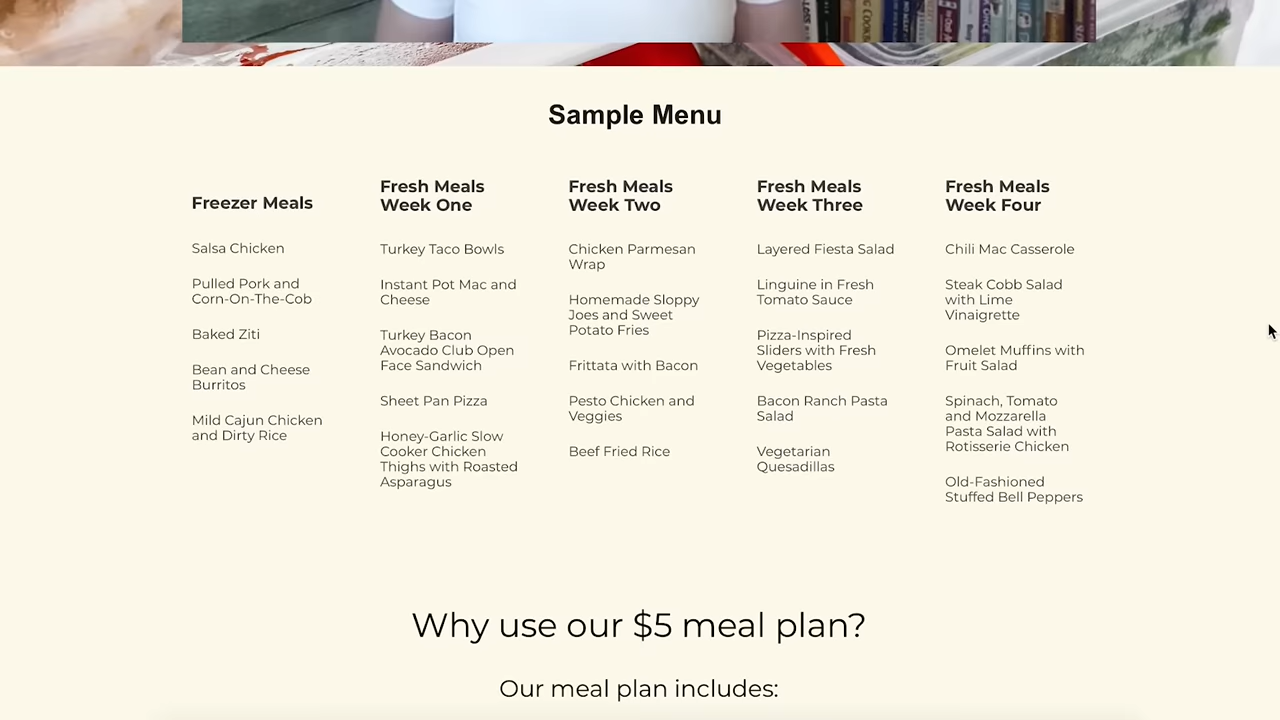 Sample Menu
Freezer Meals
Salsa Chicken
Pulled Pork and
Corn-On-The-Cob
Baked Ziti
Bean and Cheese
Burritos
Mild Cajun Chicken
and Dirty Rice
Fresh Meals
Week One
Turkey Taco Bowls
Instant Pot Mac and
Cheese
Turkey Bacon
Avocado Club Open
Face Sandwich
Sheet Pan Pizza
Honey-Garlic Slow
Cooker Chicken
Thighs with Roasted
Asparagus
Fresh Meals
Week Two
Chicken Parmesan
Wrap
Homemade Sloppy
Joes and Sweet
Potato Fries
Frittata with Bacon
Pesto Chicken and
Veggies
Beef Fried Rice
Fresh Meals
Week Three
Layered Fiesta Salad
Linguine in Fresh
Tomato Sauce
Pizza-Inspired
Sliders with Fresh
Vegetables
Bacon Ranch Pasta
Salad
Vegetarian
Quesadillas
Fresh Meals
Week Four
Chili Mac Casserole
Steak Cobb Salad
with Lime
Vinaigrette
Omelet Muffins with
Fruit Salad
Spinach, Tomato
and Mozzarella
Pasta Salad with
Rotisserie Chicken
Old-Fashioned
Stuffed Bell Peppers
Why use our $5 meal plan?
Our meal plan includes: